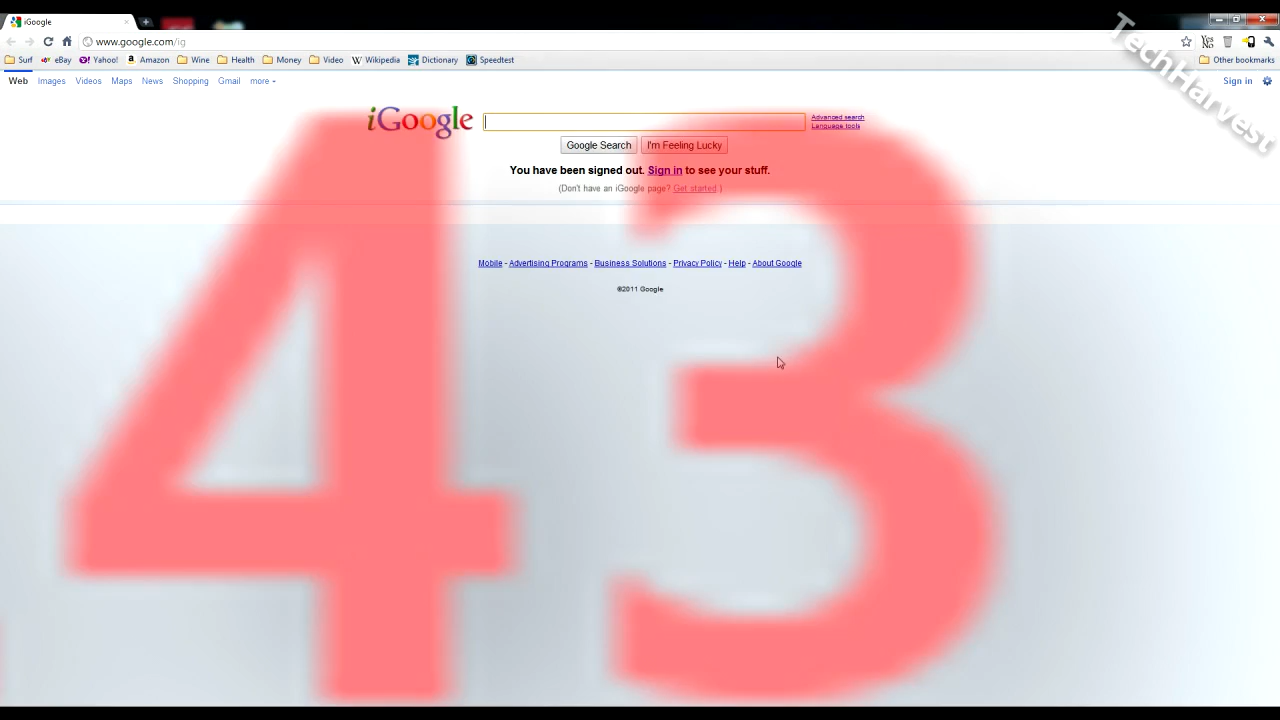 iGoogle
www.google.com/ig
Surf eBay Yahoo! Amazon Wine Health Money Video Wikipedia Dictionary Speedtest Other bookmarks
Yes
No
Web Images Videos Maps News Shopping Gmail more Sign in
TechHarvest
iGoogle
Advanced search
Language tools
Google Search I'm Feeling Lucky
You have been signed out. Sign in to see your stuff.
(Don't have an iGoogle page? Get started )
Mobile - Advertising Programs - Business Solutions - Privacy Policy - Help - About Google
©2011 Google
43